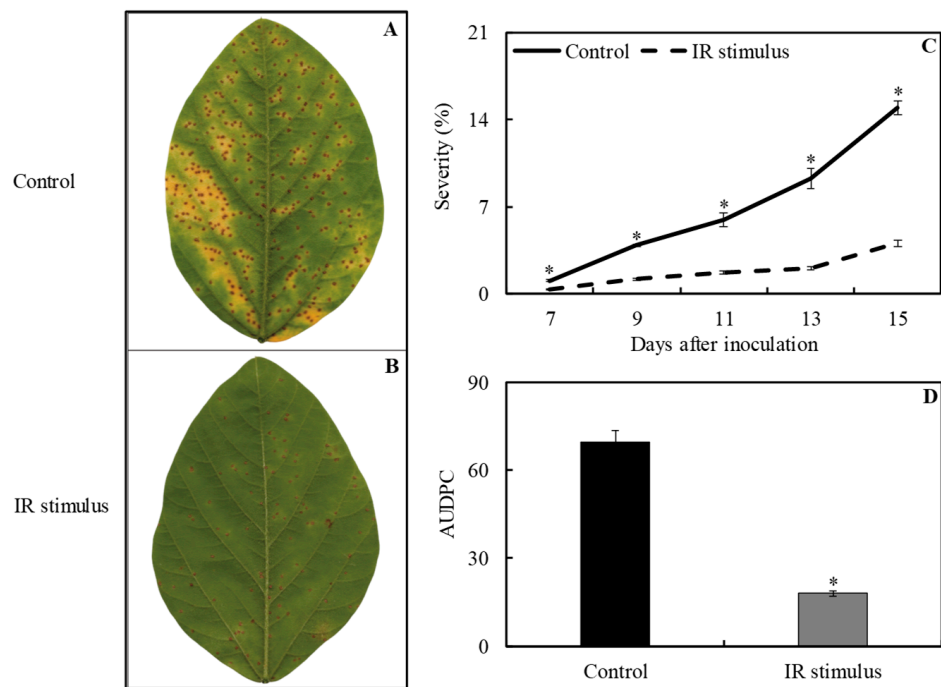 Control
IR stimulus
A
B
C
Control
IR stimulus
Severity (%)
21
14
7
0
*
*
*
*
*
7 9 11 13 15
Days after inoculation
D
AUDPC
90
60
30
0
*
Control IR stimulus